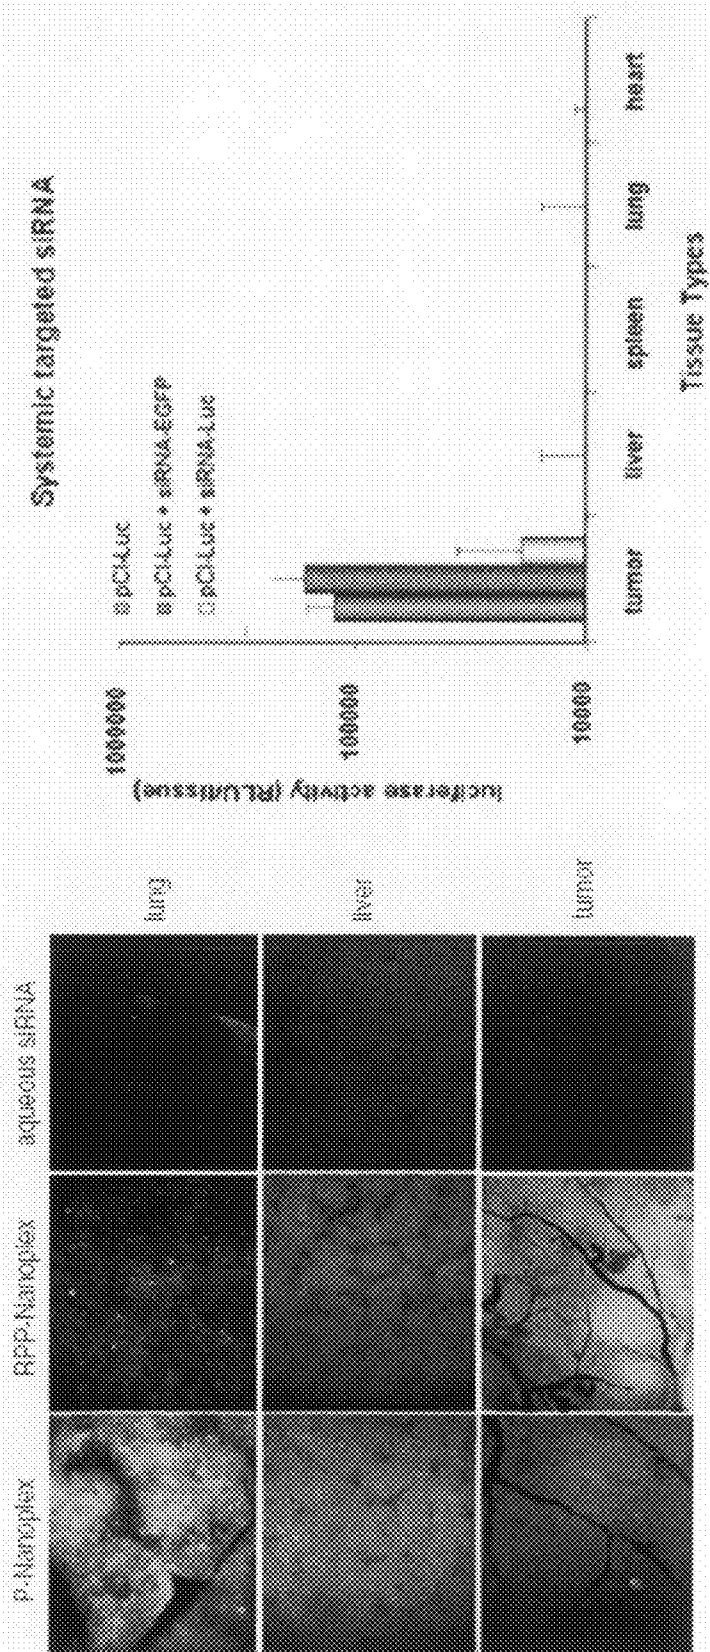 P-Nanoplex
RPP-Nanoplex
aqueous siRNA
lung
liver
tumor
Systemic targeted siRNA
pCI-Luc
pCI-Luc + siRNA-EGFP
pCI-Luc + siRNA-Luc
luciferase activity (RLU/tissue)
1000000
100000
10000
tumor
liver
spleen
lung
heart
Tissue Types